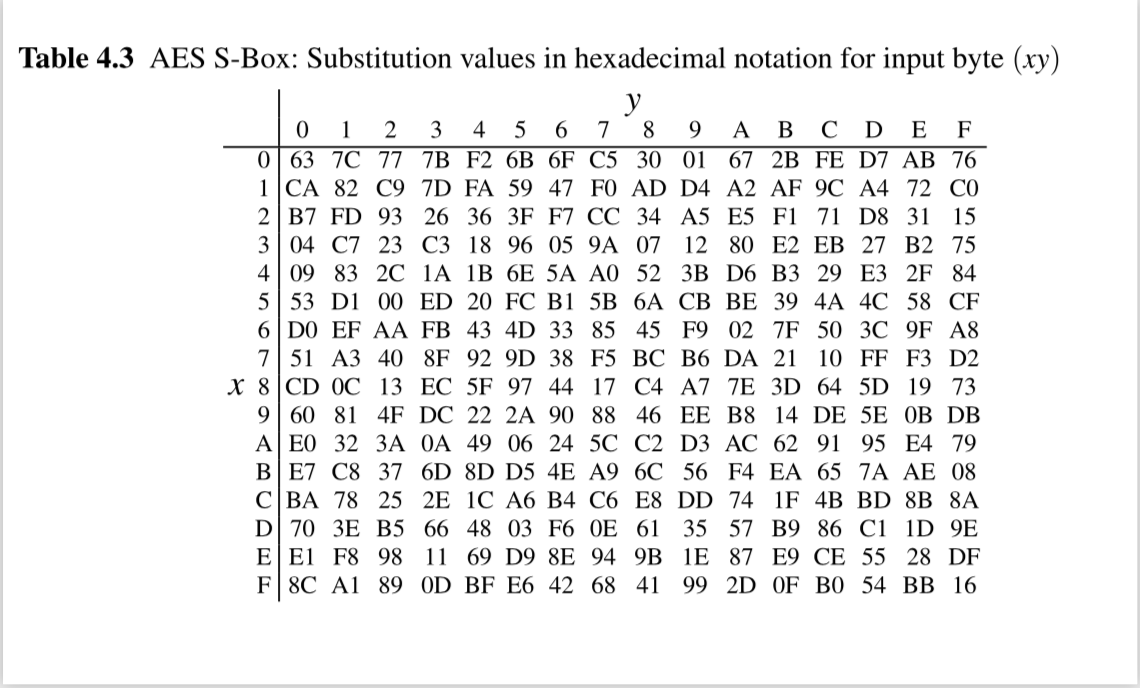 Table 4.3 AES S-Box: Substitution values in hexadecimal notation for input byte (xy)
y
0 1 2 3 4 5 6 7 8 9 A B C D E F
0 63 7C 77 7B F2 6B 6F C5 30 01 67 2B FE D7 AB 76
1 CA 82 C9 7D FA 59 47 F0 AD D4 A2 AF 9C A4 72 C0
2 B7 FD 93 26 36 3F F7 CC 34 A5 E5 F1 71 D8 31 15
3 04 C7 23 C3 18 96 05 9A 07 12 80 E2 EB 27 B2 75
4 09 83 2C 1A 1B 6E 5A A0 52 3B D6 B3 29 E3 2F 84
5 53 D1 00 ED 20 FC B1 5B 6A CB BE 39 4A 4C 58 CF
6 D0 EF AA FB 43 4D 33 85 45 F9 02 7F 50 3C 9F A8
7 51 A3 40 8F 92 9D 38 F5 BC B6 DA 21 10 FF F3 D2
x 8 CD 0C 13 EC 5F 97 44 17 C4 A7 7E 3D 64 5D 19 73
9 60 81 4F DC 22 2A 90 88 46 EE B8 14 DE 5E 0B DB
A E0 32 3A 0A 49 06 24 5C C2 D3 AC 62 91 95 E4 79
B E7 C8 37 6D 8D D5 4E A9 6C 56 F4 EA 65 7A AE 08
C BA 78 25 2E 1C A6 B4 C6 E8 DD 74 1F 4B BD 8B 8A
D 70 3E B5 66 48 03 F6 0E 61 35 57 B9 86 C1 1D 9E
E E1 F8 98 11 69 D9 8E 94 9B 1E 87 E9 CE 55 28 DF
F 8C A1 89 0D BF E6 42 68 41 99 2D 0F B0 54 BB 16